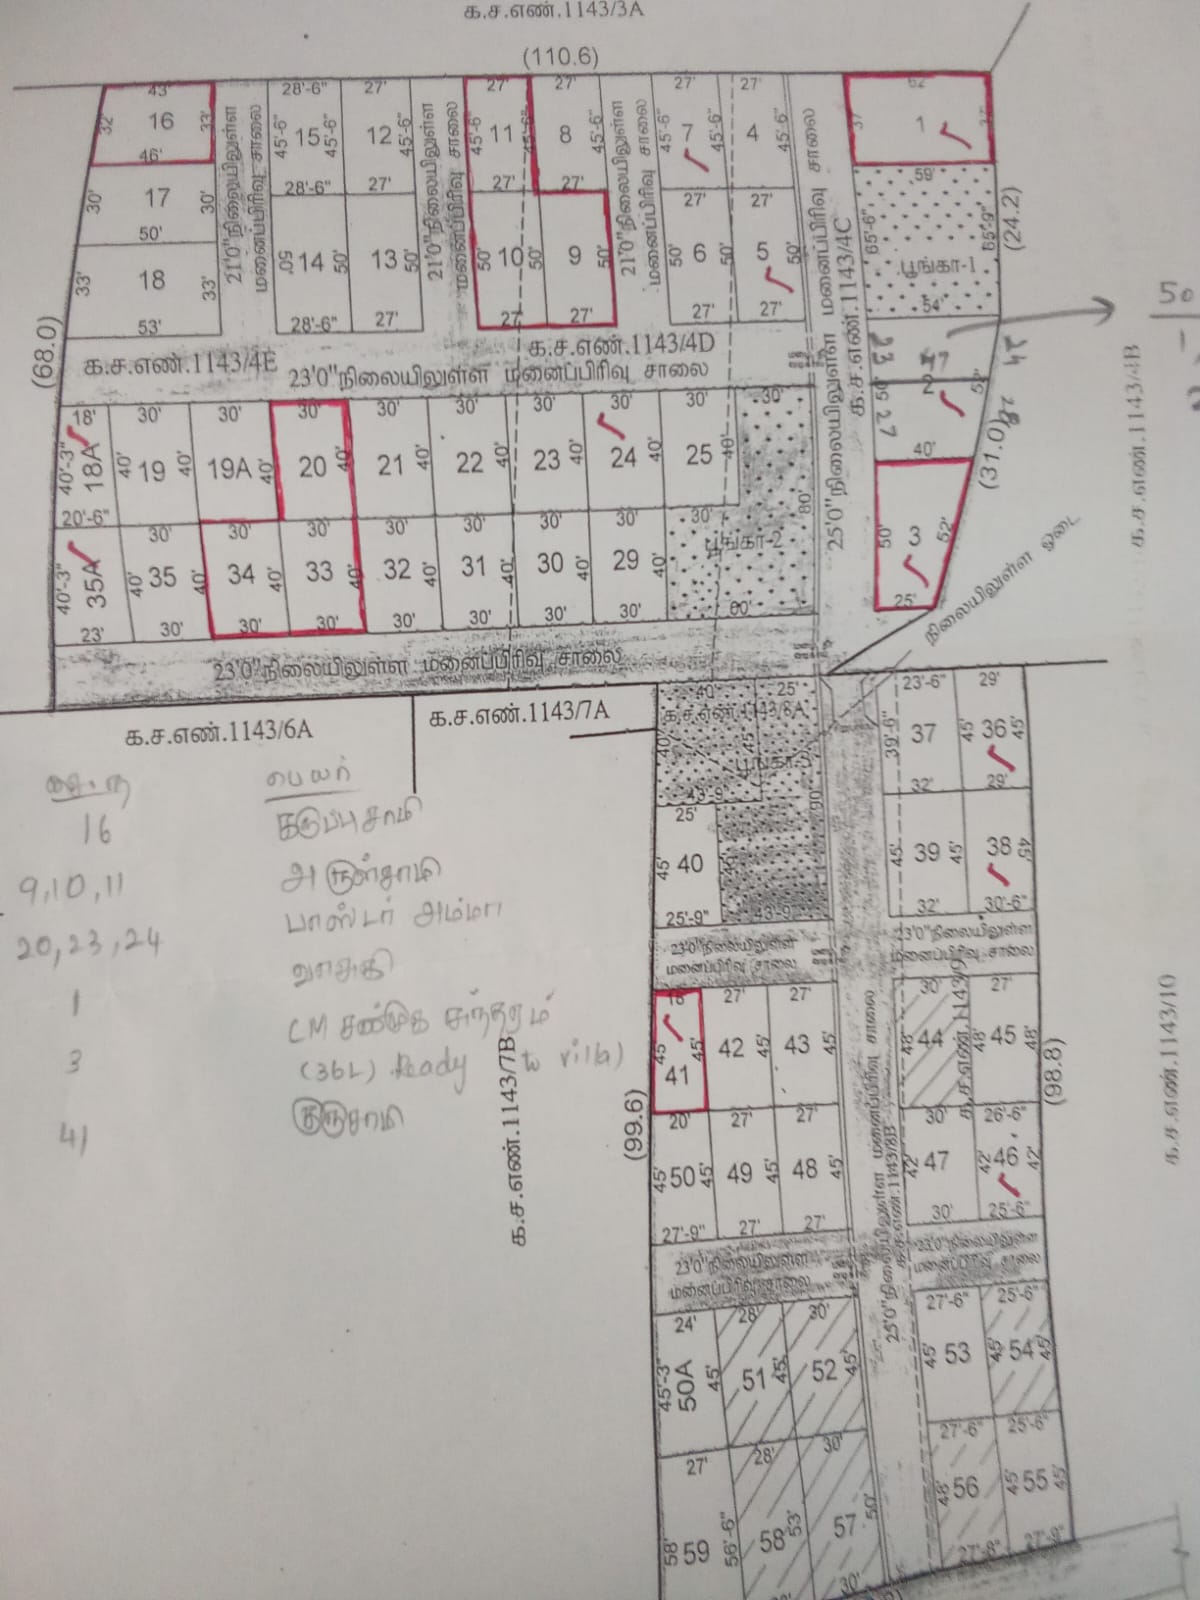 க.ச.எண்.1143/3A
(110.6)
43' 28'-6" 27' 27' 27' 27' 27' 62'
32' 16 33' 45'-6" 15 45'-6" 12 45'-6" 45'-6" 11 45'-6" 8 45'-6" 45'-6" 7 45'-6" 4 45'-6" 37' 1
21'0"நிலையிலுள்ள மனைப்பிரிவு சாலை
21'0"நிலையிலுள்ள மனைப்பிரிவு சாலை
21'0"நிலையிலுள்ள மனைப்பிரிவு சாலை
46' 28'-6" 27' 27' 27' 27' 27' 59'
30' 17 30'
50'
33' 18 33' 50' 14 50' 13 50' 50' 10 50' 9 50' 50' 6 50' 5 50' 65'-6" பூங்கா-1 65'-9" (24.2)
53' 28'-6" 27' 27' 27' 27' 27' 54'
(68.0)
க.ச.எண்.1143/4E
க.ச.எண்.1143/4D
23'0"நிலையிலுள்ள மனைப்பிரிவு சாலை
25'0"நிலையிலுள்ள மனைப்பிரிவு சாலை
க.ச.எண்.1143/4C
50
23 24
2 27
க.ச.எண்.1143/4B
18' 30' 30' 30' 30' 30' 30' 30' 30' 30' 40'
40'-3" 18A 40' 19 40' 19A 40' 20 40' 21 40' 22 40' 23 40' 24 40' 25 40' 80'
(31.0)
20'-6" 30' 30' 30' 30' 30' 30' 30' 30'
40'-3" 35A 40' 35 40' 34 40' 33 40' 32 40' 31 40' 30 40' 29 40' பூங்கா-2 50' 3 52'
23' 30' 30' 30' 30' 30' 30' 30' 60' 25'
நிலையிலுள்ள ஓடை
23'0"நிலையிலுள்ள மனைப்பிரிவு சாலை
க.ச.எண்.1143/6A
க.ச.எண்.1143/7A
40' 25' 23'-6" 29'
க.ச.எண்.1143/8A
39'-6" 37 45' 36 45'
32' 29'
பெயர்
16 கருப்பசாமி
9,10,11 அருள்சாமி
20,23,24 பாஸ்டர் அம்மா
1 வாசுகி
3 CM சண்முக சுந்தரம்
(36L) Ready to villa)
41 குருசாமி
90'
25'
45' 40 43'-9" 45' 39 45' 38 45'
25'-9" 32' 30'-6"
23'0"நிலையிலுள்ள மனைப்பிரிவு சாலை
23'0"நிலையிலுள்ள மனைப்பிரிவு சாலை
18' 27' 27' 30' 27'
45' 41 45' 42 45' 43 45' 48' 44 48' 45 48'
க.ச.எண்.1143/9
(98.8)
க.ச.எண்.1143/10
20' 27' 27' 30' 26'-6"
க.ச.எண்.1143/7B
(99.6)
45' 50 45' 49 45' 48 45' 42' 47 42' 46 42'
27'-9" 27' 27' 30' 25'-6"
25'0"நிலையிலுள்ள மனைப்பிரிவு சாலை
க.ச.எண்.1143/8B
23'0"நிலையிலுள்ள மனைப்பிரிவு சாலை
23'0"நிலையிலுள்ள மனைப்பிரிவு சாலை
24' 28' 30' 27'-6" 25'-6"
45'-3" 50A 45' 51 45' 52 45' 45' 53 45' 54 45'
27' 28' 30' 27'-6" 25'-6"
58' 59 56'-6" 58 53' 57 50' 48' 56 45' 55 45'
30' 27'-6" 27'-9"